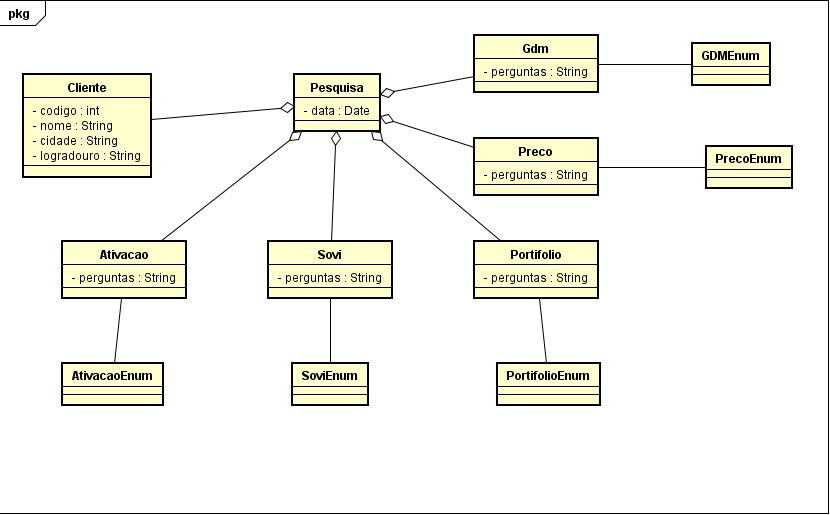 pkg
Cliente
- codigo : int
- nome : String
- cidade : String
- logradouro : String
Pesquisa
- data : Date
Gdm
- perguntas : String
GDMEnum
Preco
- perguntas : String
PrecoEnum
Ativacao
- perguntas : String
Sovi
- perguntas : String
Portifolio
- perguntas : String
AtivacaoEnum
SoviEnum
PortifolioEnum